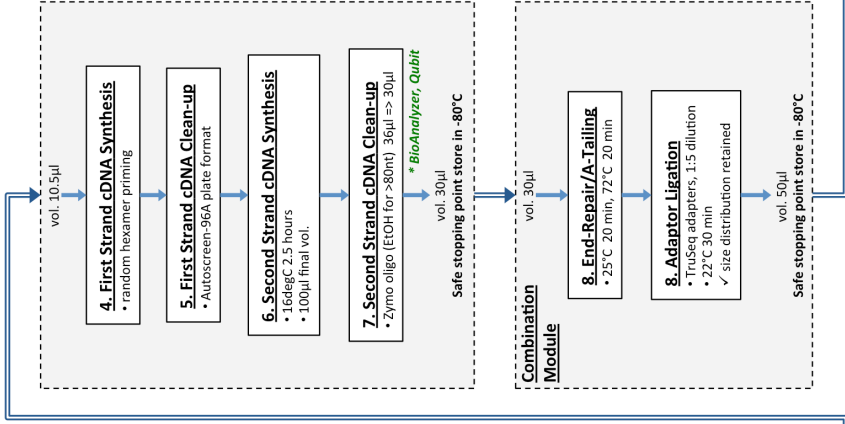 vol. 10.5µl
4. First Strand cDNA Synthesis
• random hexamer priming
5. First Strand cDNA Clean-up
• Autoscreen-96A plate format
6. Second Strand cDNA Synthesis
• 16degC 2.5 hours
• 100µl final vol.
7. Second Strand cDNA Clean-up
• Zymo oligo (EtOH for >80nt) 36µl => 30µl
* BioAnalyzer, Qubit
vol. 30µl
Safe stopping point store in -80°C
Combination
Module
vol. 30µl
8. End-Repair/A-Tailing
• 25°C 20 min, 72°C 20 min
8. Adaptor Ligation
• TruSeq adapters, 1:5 dilution
• 22°C 30 min
✓ size distribution retained
vol. 50µl
Safe stopping point store in -80°C